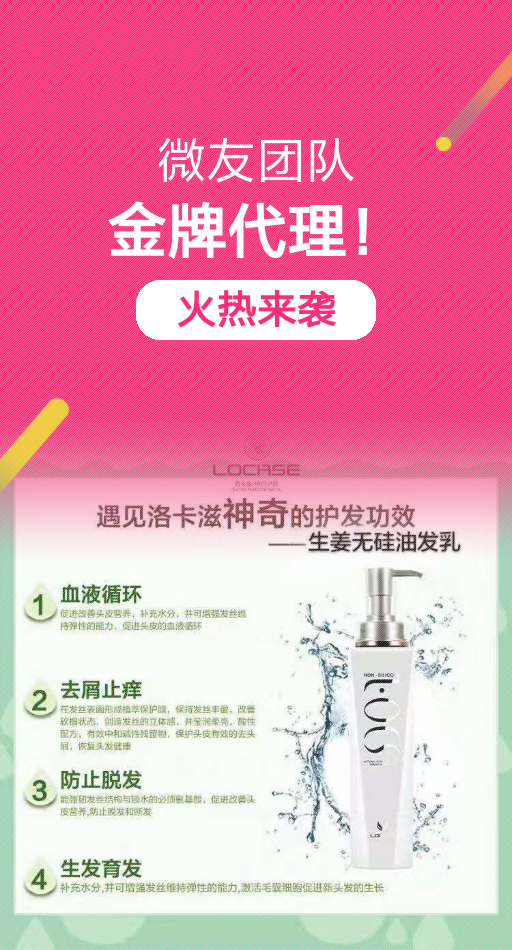 微友团队
金牌代理！
火热来袭
LOCASE
遇见洛卡滋神奇的护发功效
——生姜无硅油发乳
1 血液循环
促进改善头皮营养，补充水分，并可增强发丝维
持弹性的能力，促进头皮的血液循环
2 去屑止痒
在发丝表面形成植萃保护膜，保持发丝丰盈，改善
软榻状态，创造发丝的立体感，并莹润柔亮，酸性
配方，有效中和碱性残留物，保护头皮有效的去头
屑，恢复头发健康
3 防止脱发
能强韧发丝结构与锁水的必须氨基酸，促进改善头
皮营养,防止脱发和断发
4 生发育发
补充水分,并可增强发丝维持弹性的能力,激活毛囊细胞促进新头发的生长
NON - SILICO